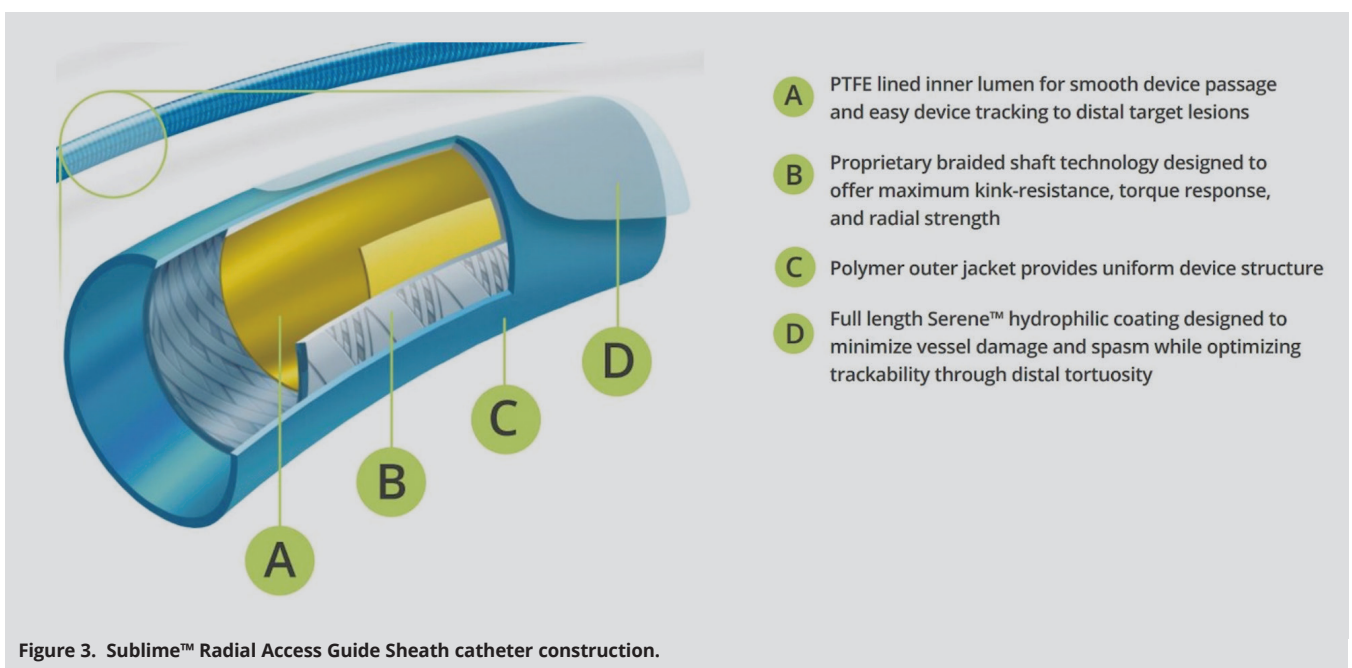 A
B
C
D
A
PTFE lined inner lumen for smooth device passage
and easy device tracking to distal target lesions
B
Proprietary braided shaft technology designed to
offer maximum kink-resistance, torque response,
and radial strength
C
Polymer outer jacket provides uniform device structure
D
Full length Serene™ hydrophilic coating designed to
minimize vessel damage and spasm while optimizing
trackability through distal tortuosity
Figure 3. Sublime™ Radial Access Guide Sheath catheter construction.